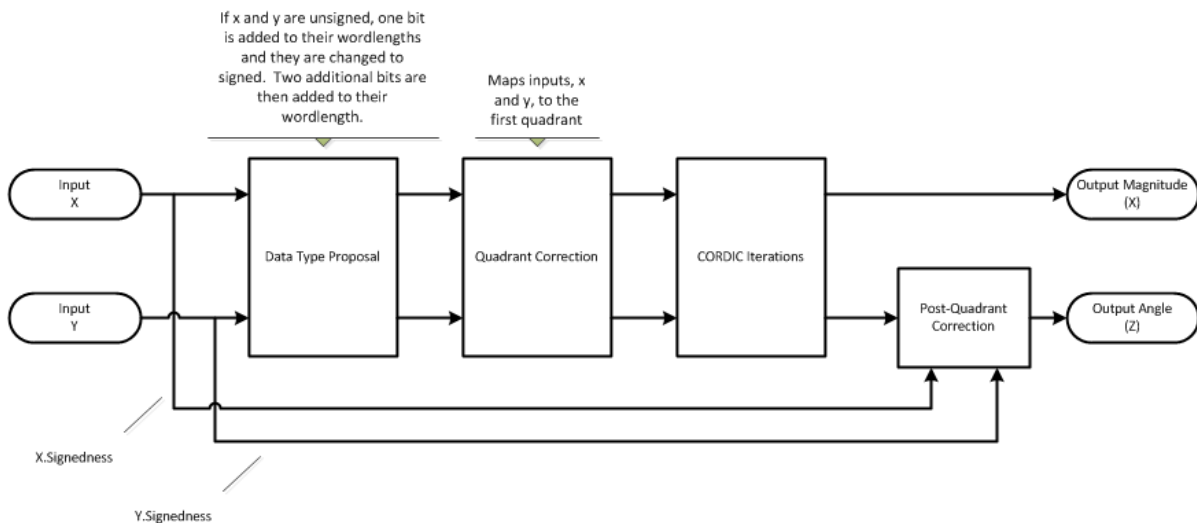 If x and y are unsigned, one bit
is added to their wordlengths
and they are changed to
signed.  Two additional bits are
then added to their
wordlength.
Maps inputs, x
and y, to the
first quadrant
Input
X
Output Magnitude
(X)
Data Type Proposal
Quadrant Correction
CORDIC Iterations
Input
Y
Post-Quadrant
Correction
Output Angle
(Z)
X.Signedness
Y.Signedness